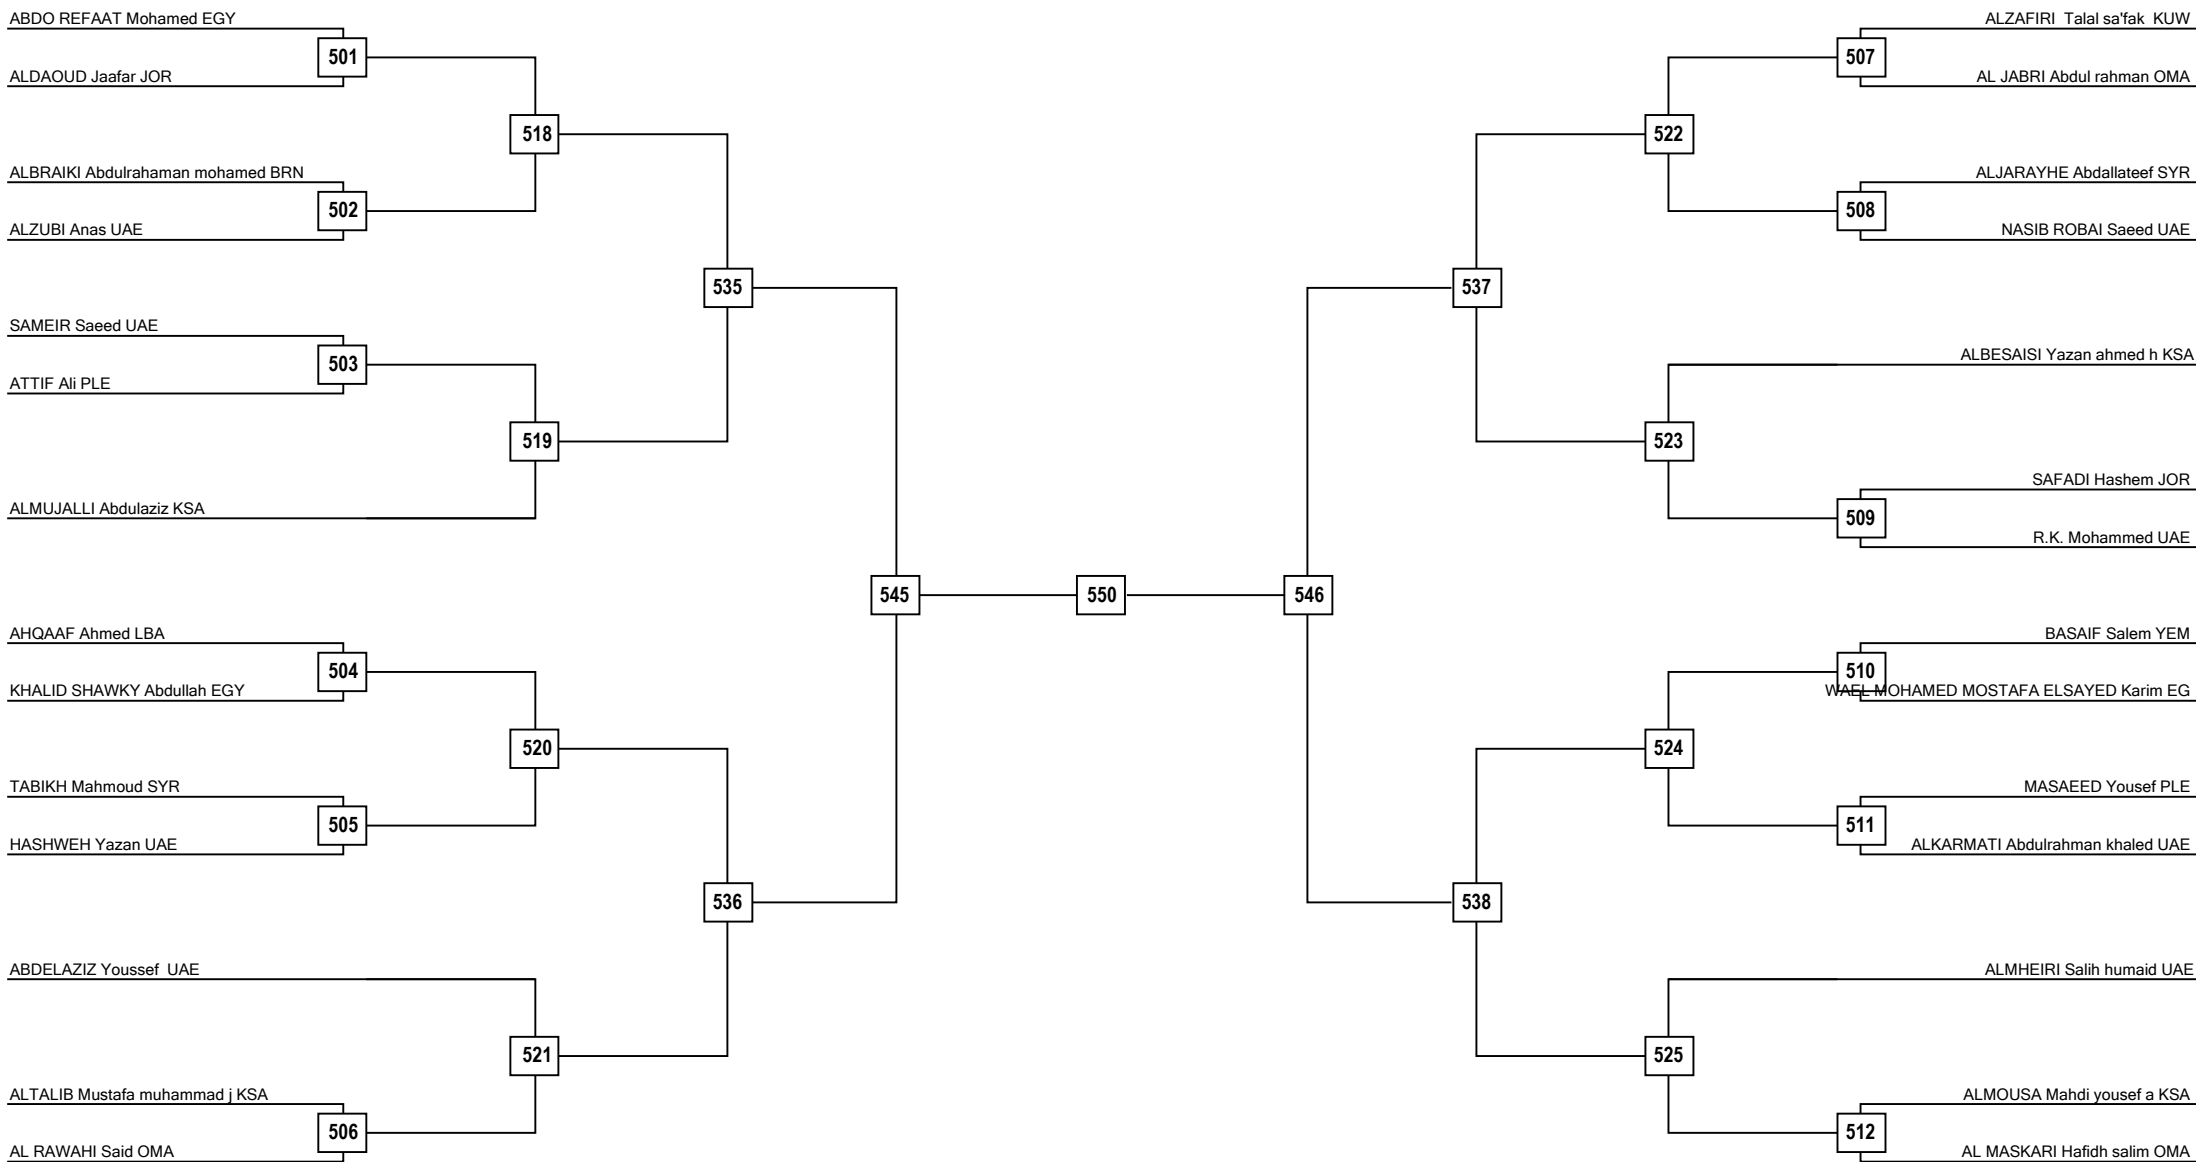 ABDO REFAAT Mohamed EGY
501
ALDAOUD Jaafar JOR
518
ALBRAIKI Abdulrahaman mohamed BRN
502
ALZUBI Anas UAE
535
SAMEIR Saeed UAE
503
ATTIF Ali PLE
519
ALMUJALLI Abdulaziz KSA
545
AHQAAF Ahmed LBA
504
KHALID SHAWKY Abdullah EGY
520
TABIKH Mahmoud SYR
505
HASHWEH Yazan UAE
536
ABDELAZIZ Youssef  UAE
521
ALTALIB Mustafa muhammad j KSA
506
AL RAWAHI Said OMA
550
ALZAFIRI  Talal sa'fak  KUW
507
AL JABRI Abdul rahman OMA
522
ALJARAYHE Abdallateef SYR
508
NASIB ROBAI Saeed UAE
537
ALBESAISI Yazan ahmed h KSA
523
SAFADI Hashem JOR
509
R.K. Mohammed UAE
546
BASAIF Salem YEM
510
WAEL MOHAMED MOSTAFA ELSAYED Karim EG
524
MASAEED Yousef PLE
511
ALKARMATI Abdulrahman khaled UAE
538
ALMHEIRI Salih humaid UAE
525
ALMOUSA Mahdi yousef a KSA
512
AL MASKARI Hafidh salim OMA